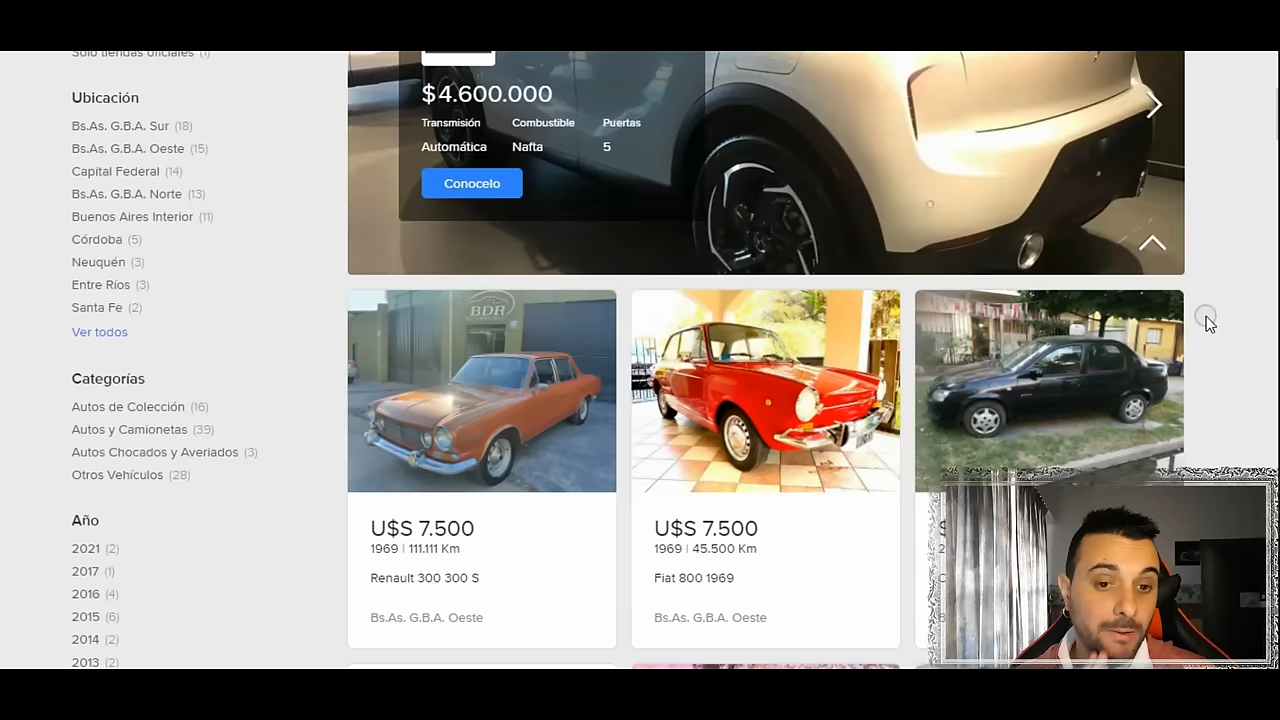 Solo tiendas oficiales (1)
Ubicación
Bs.As. G.B.A. Sur (18)
Bs.As. G.B.A. Oeste (15)
Capital Federal (14)
Bs.As. G.B.A. Norte (13)
Buenos Aires Interior (11)
Córdoba (5)
Neuquén (3)
Entre Ríos (3)
Santa Fe (2)
Ver todos
Categorías
Autos de Colección (16)
Autos y Camionetas (39)
Autos Chocados y Averiados (3)
Otros Vehículos (28)
Año
2021 (2)
2017 (1)
2016 (4)
2015 (6)
2014 (2)
2013 (2)
$4.600.000
Transmisión Combustible Puertas
Automática Nafta 5
Conocelo
BDR
U$S 7.500
1969 | 111.111 Km
Renault 300 300 S
Bs.As. G.B.A. Oeste
U$S 7.500
1969 | 45.500 Km
Fiat 800 1969
Bs.As. G.B.A. Oeste